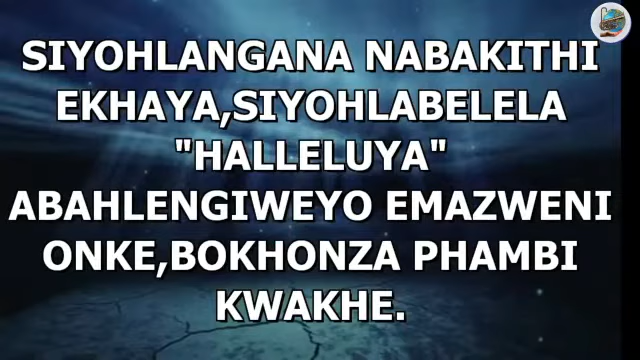 SIYOHLANGANA NABAKITHI
EKHAYA,SIYOHLABELELA
"HALLELUYA"
ABAHLENGIWEYO EMAZWENI
ONKE,BOKHONZA PHAMBI
KWAKHE.